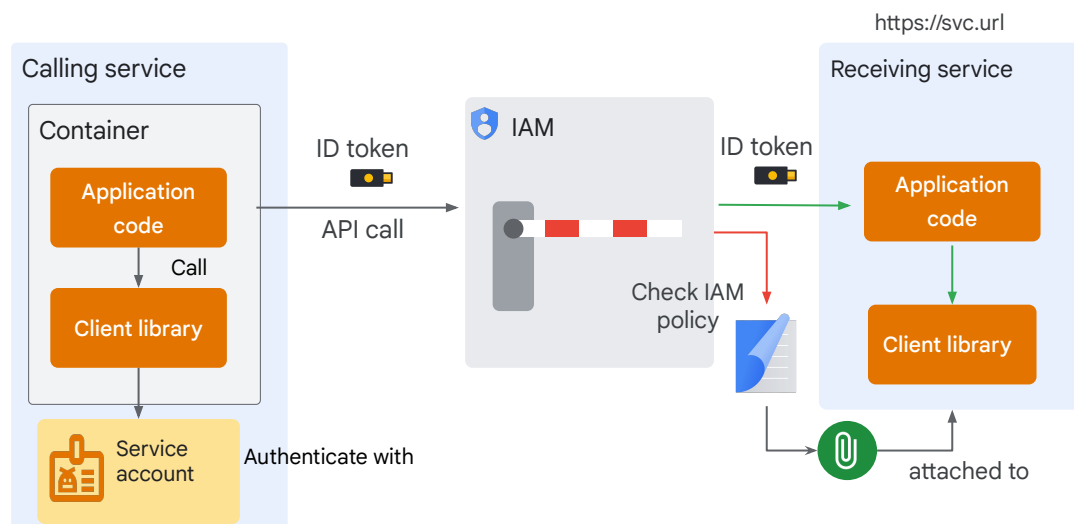 https://svc.url
Calling service
Container
Application
code
Call
Client library
Service
account
Authenticate with
ID token
API call
IAM
ID token
Check IAM
policy
Receiving service
Application
code
Client library
attached to